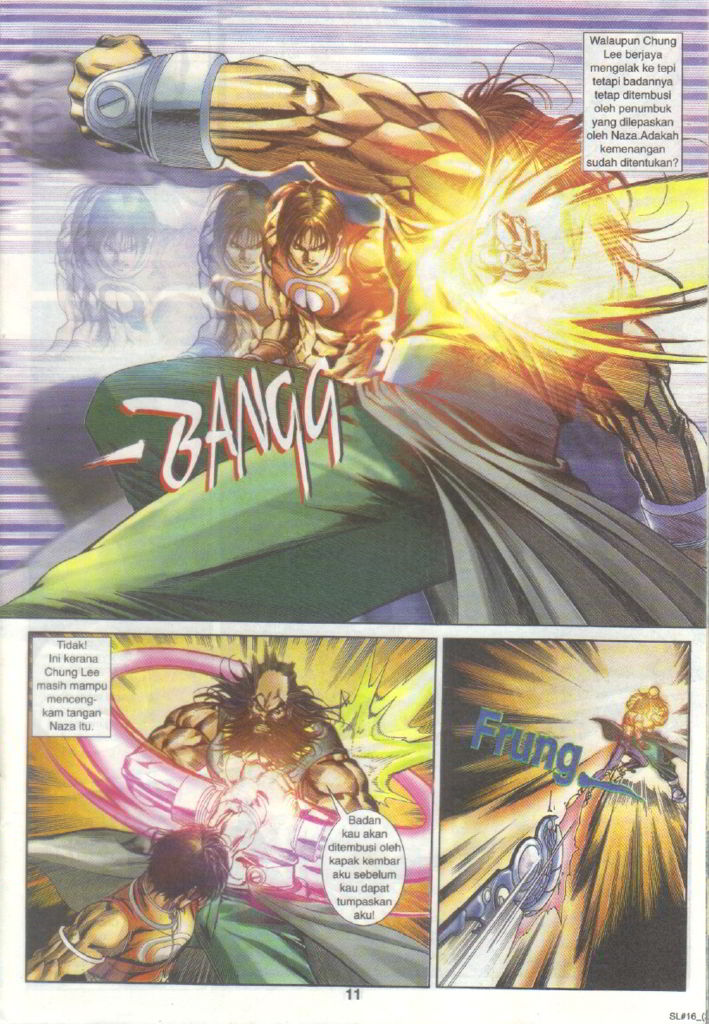 Walaupun Chung
Lee berjaya
mengelak ke tepi
tetapi badannya
tetap ditembusi
oleh penumbuk
yang dilepaskan
oleh Naza.Adakah
kemenangan
sudah ditentukan?
-BANGG
Tidak!
Ini kerana
Chung Lee
masih mampu
menceng-
kam tangan
Naza itu.
Badan
kau akan
ditembusi oleh
kapak kembar
aku sebelum
kau dapat
tumpaskan
aku!
Frung
11